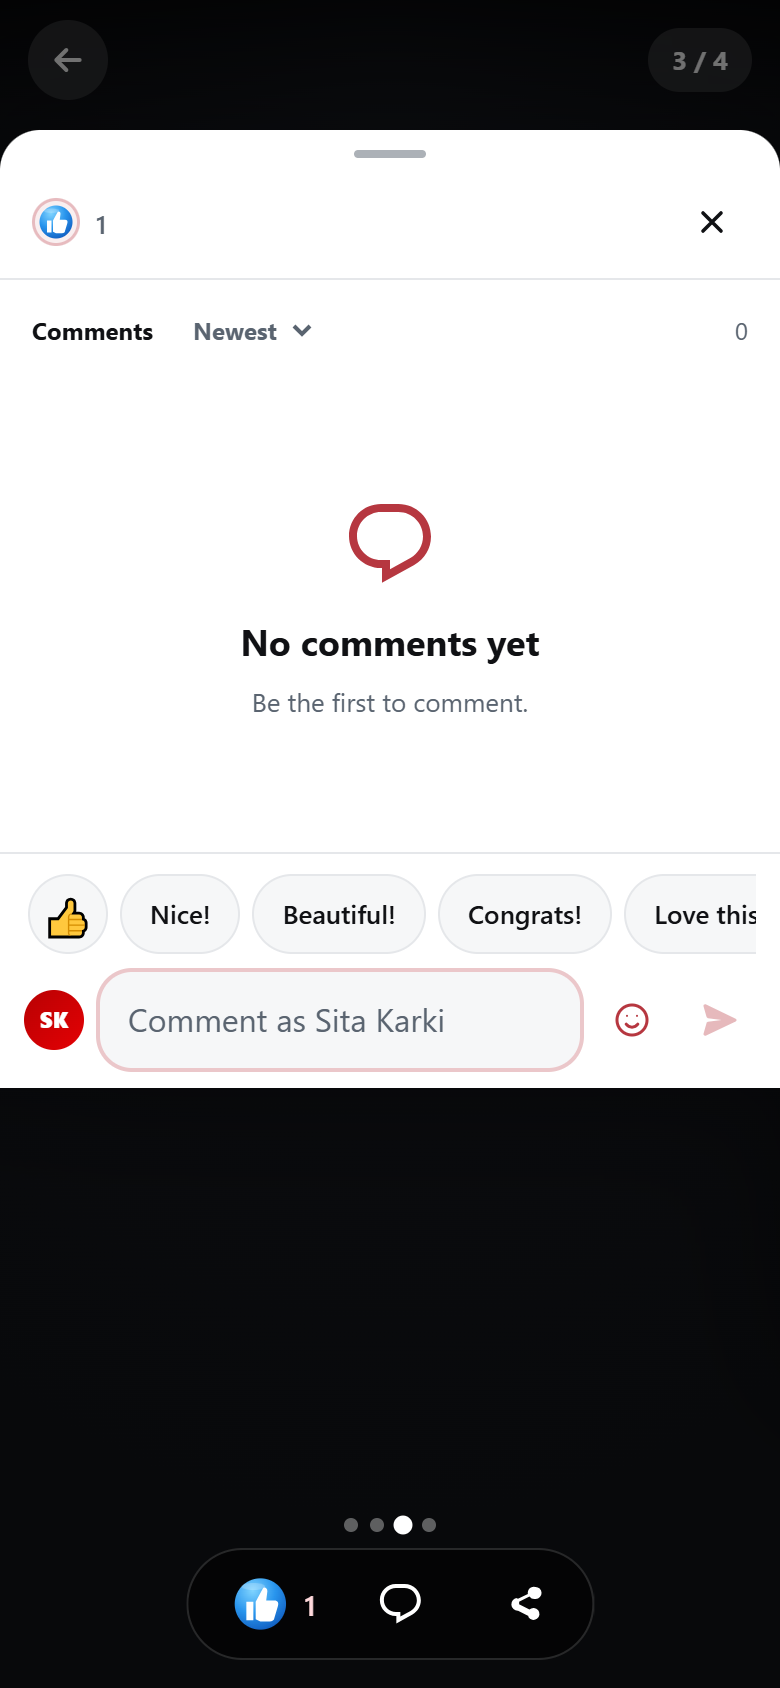 3 / 4
1
Comments Newest 0
No comments yet
Be the first to comment.
Nice! Beautiful! Congrats! Love this
SK Comment as Sita Karki
1